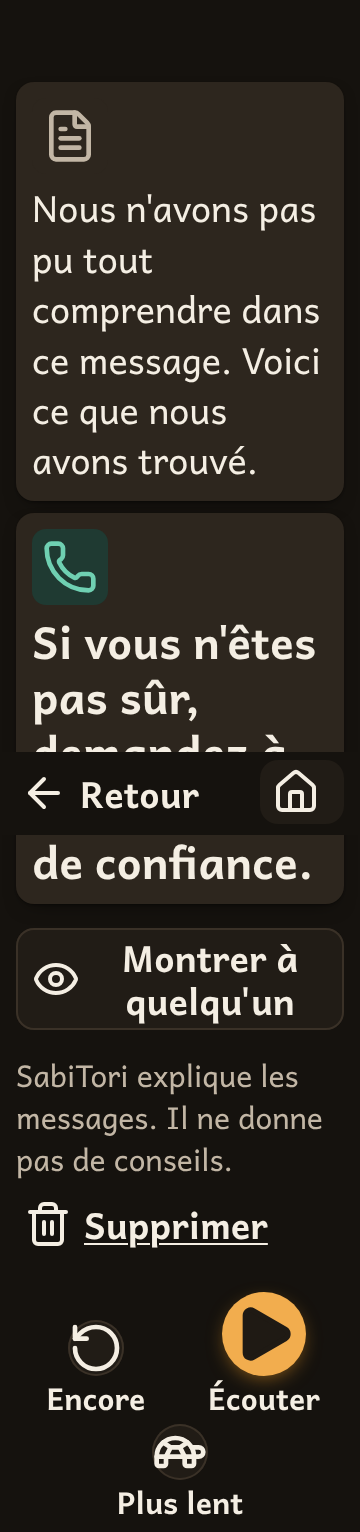 Nous n'avons pas
pu tout
comprendre dans
ce message. Voici
ce que nous
avons trouvé.
Si vous n'êtes
pas sûr,
demandez à
Retour
de confiance.
Montrer à
quelqu'un
SabiTori explique les
messages. Il ne donne
pas de conseils.
Supprimer
Encore
Écouter
Plus lent